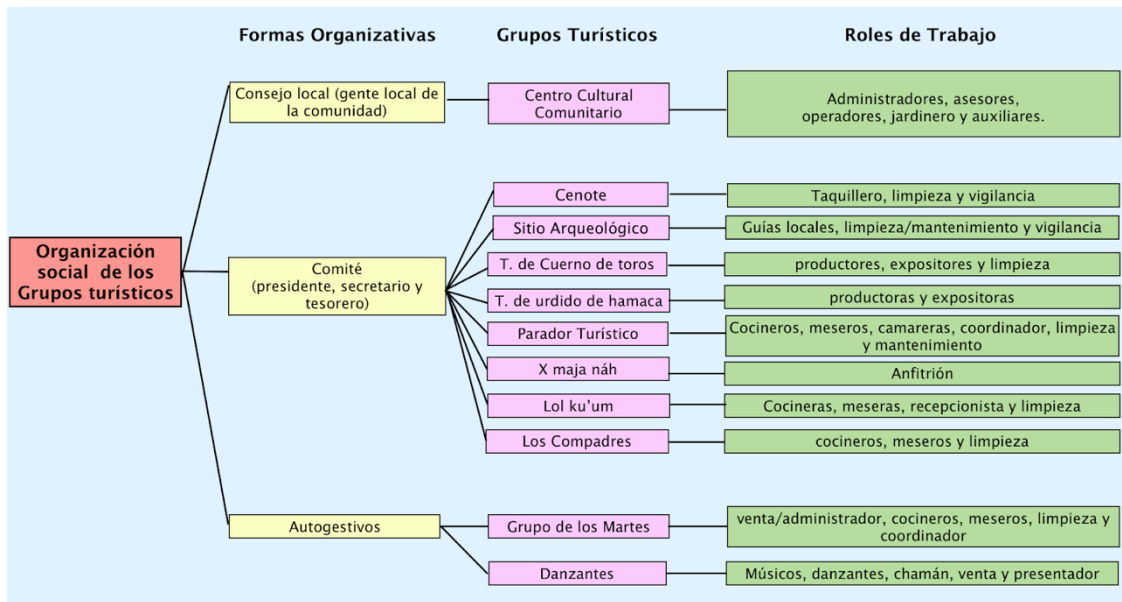 Formas Organizativas
Grupos Turísticos
Roles de Trabajo
Organización
social de los
Grupos turísticos
Consejo local (gente local de
la comunidad)
Centro Cultural
Comunitario
Administradores, asesores,
operadores, jardinero y auxiliares.
Comité
(presidente, secretario y
tesorero)
Cenote
Taquillero, limpieza y vigilancia
Sitio Arqueológico
Guías locales, limpieza/mantenimiento y vigilancia
T. de Cuerno de toros
productores, expositores y limpieza
T. de urdido de hamaca
productoras y expositoras
Parador Turístico
Cocineros, meseros, camareras, coordinador, limpieza
y mantenimiento
X maja náh
Anfitrión
Lol ku'um
Cocineras, meseras, recepcionista y limpieza
Los Compadres
cocineros, meseros y limpieza
Autogestivos
Grupo de los Martes
venta/administrador, cocineros, meseros, limpieza y
coordinador
Danzantes
Músicos, danzantes, chamán, venta y presentador